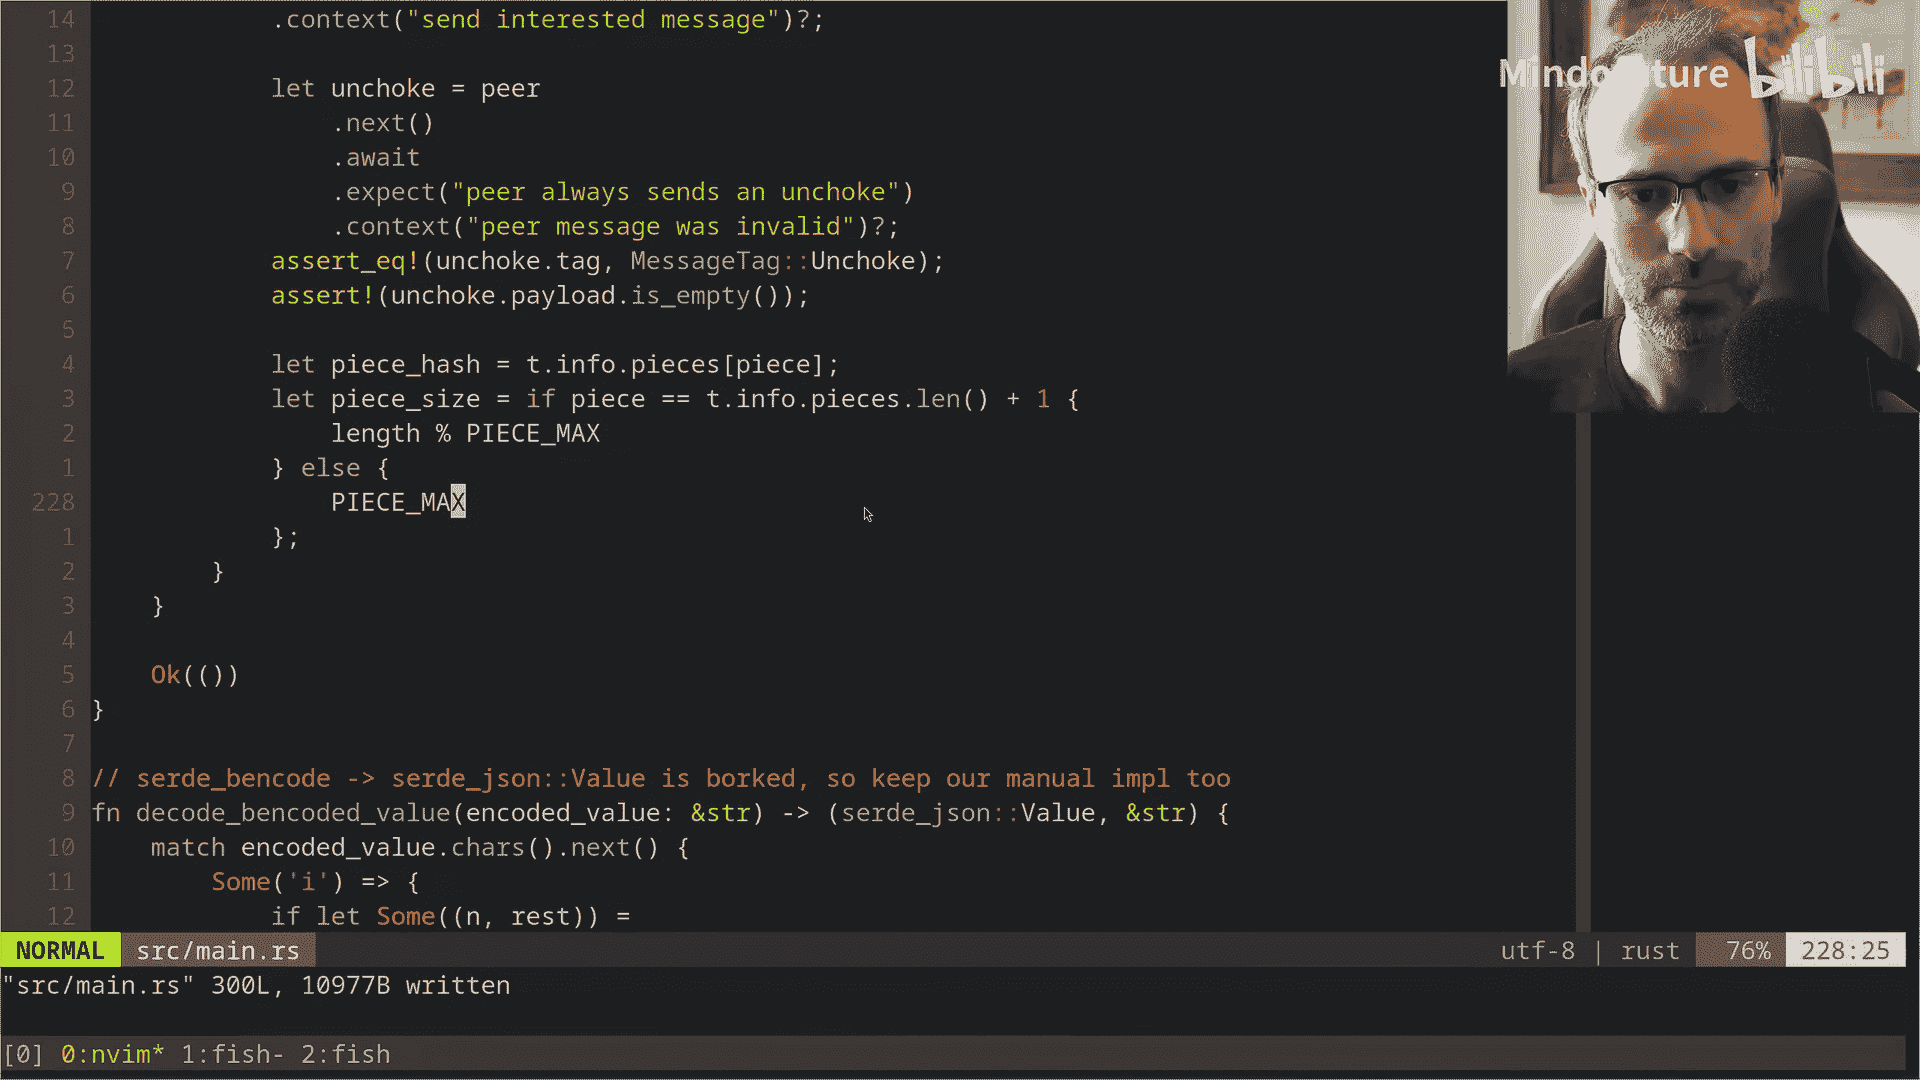 14 .context("send interested message")?;
13
12 let unchoke = peer
11 .next()
10 .await
9 .expect("peer always sends an unchoke")
8 .context("peer message was invalid")?;
7 assert_eq!(unchoke.tag, MessageTag::Unchoke);
6 assert!(unchoke.payload.is_empty());
5
4 let piece_hash = t.info.pieces[piece];
3 let piece_size = if piece == t.info.pieces.len() + 1 {
2 length % PIECE_MAX
1 } else {
228 PIECE_MAX
1 };
2 }
3 }
4
5 Ok(())
6 }
7
8 // serde_bencode -> serde_json::Value is borked, so keep our manual impl too
9 fn decode_bencoded_value(encoded_value: &str) -> (serde_json::Value, &str) {
10 match encoded_value.chars().next() {
11 Some('i') => {
12 if let Some((n, rest)) =
NORMAL src/main.rs utf-8 | rust 76% 228:25
"src/main.rs" 300L, 10977B written
[0] 0:nvim* 1:fish- 2:fish
bilibili